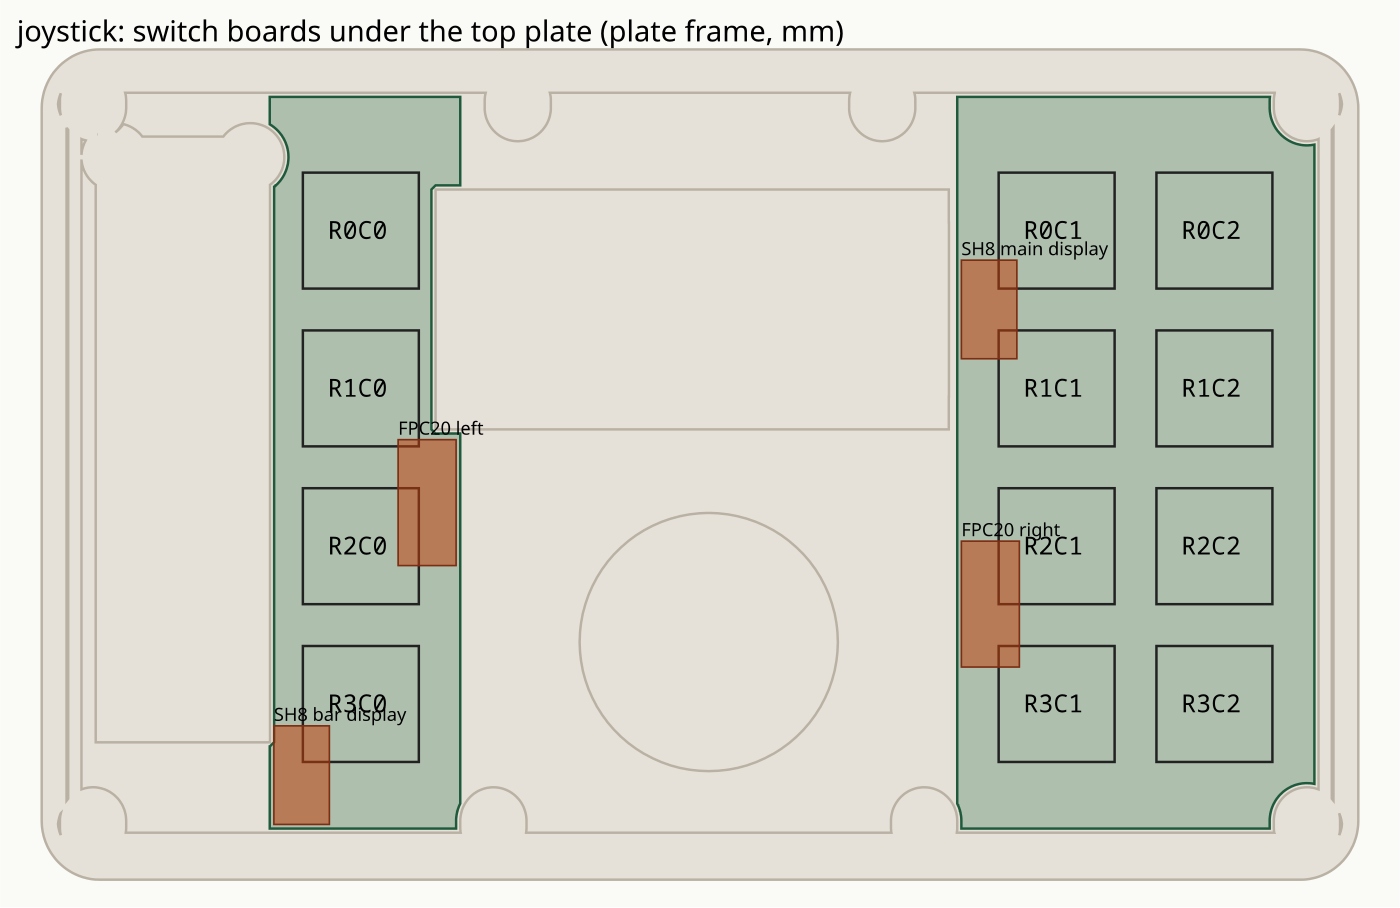 joystick: switch boards under the top plate (plate frame, mm)
R0C0
R0C1
R0C2
SH8 main display
R1C0
R1C1
R1C2
FPC20 left
FPC20 right
R2C0
R2C1
R2C2
R3C0
R3C1
R3C2
SH8 bar display